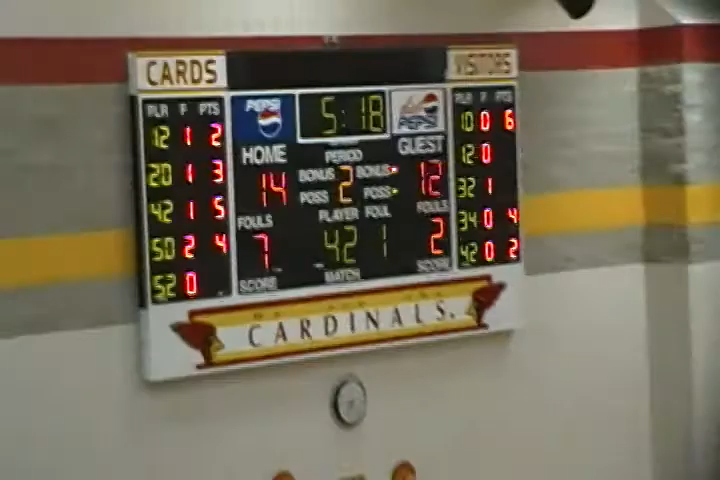 CARDS VISITORS
PLR F PTS
12 1 2
20 1 3
42 1 5
50 2 4
52 0
PEPSI 5:18 PEPSI
HOME PERIOD GUEST
14 BONUS 2 BONUS 12
POSS POSS
FOULS PLAYER FOUL FOULS
7 42 1 2
SCORE MATCH SCORE
PLR F PTS
10 0 6
12 0
32 1
34 0 4
42 0 2
CARDINALS.